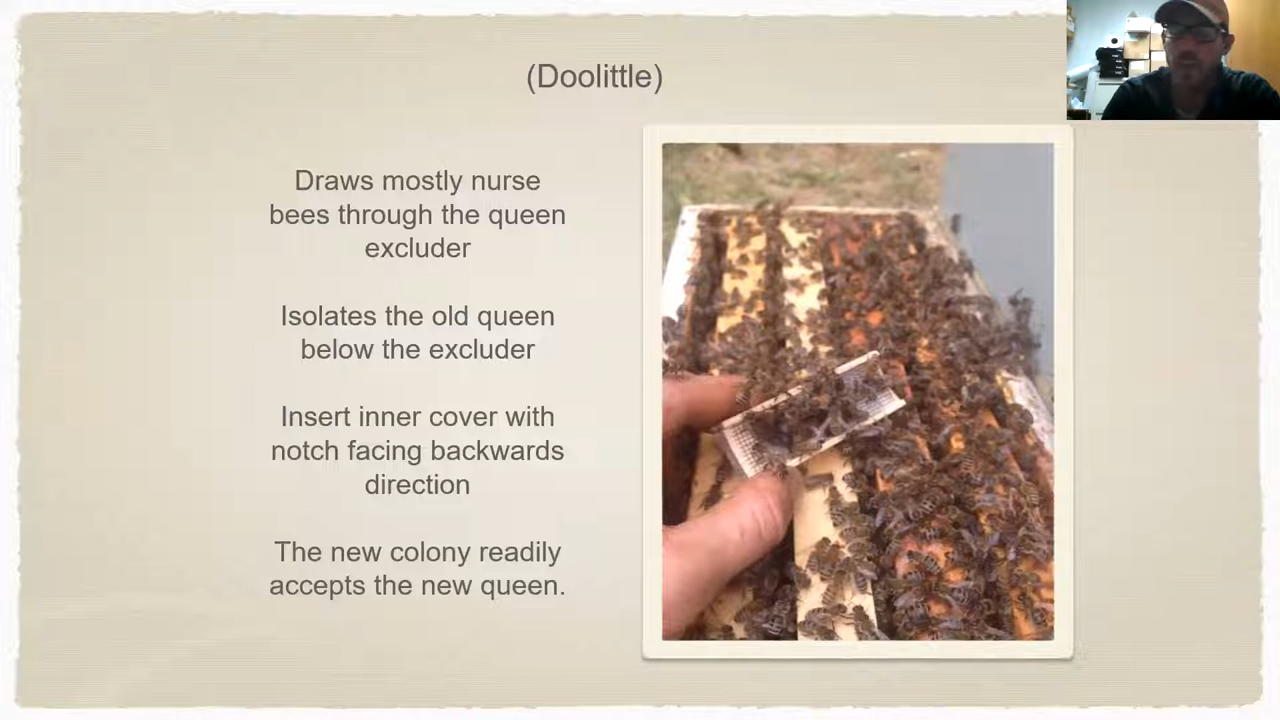 (Doolittle)
Draws mostly nurse
bees through the queen
excluder
Isolates the old queen
below the excluder
Insert inner cover with
notch facing backwards
direction
The new colony readily
accepts the new queen.